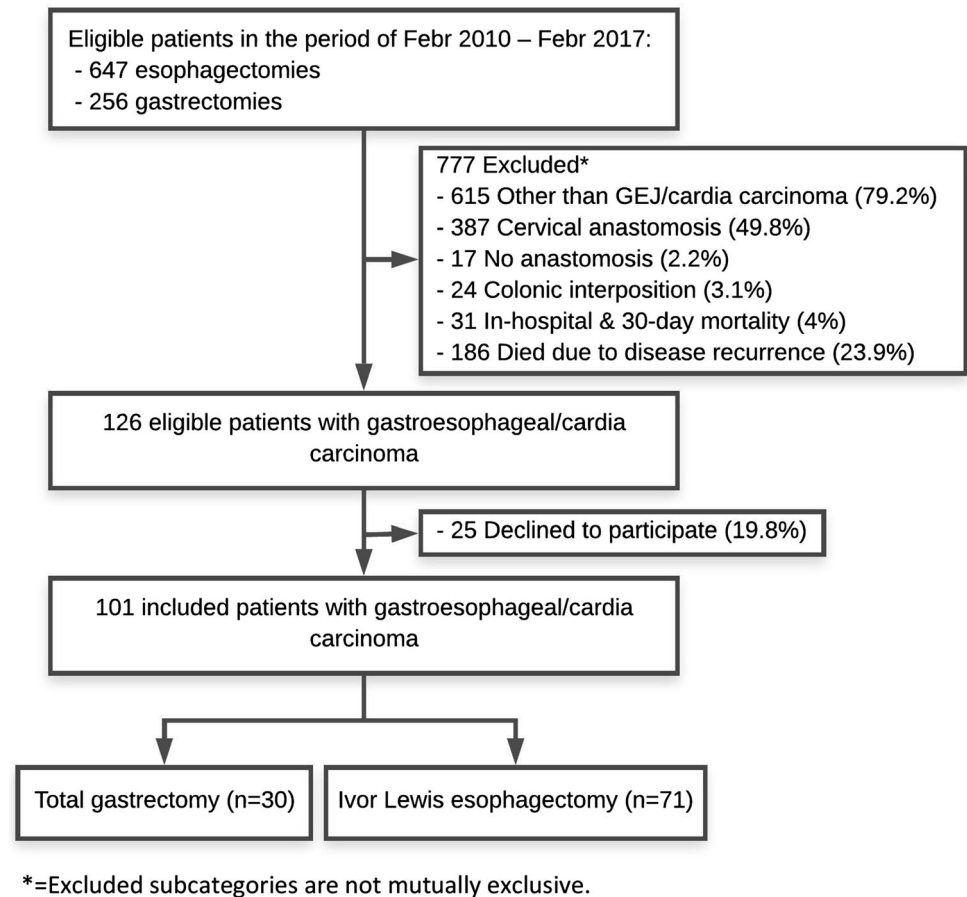 Eligible patients in the period of Febr 2010 – Febr 2017:
- 647 esophagectomies
- 256 gastrectomies
777 Excluded*
- 615 Other than GEJ/cardia carcinoma (79.2%)
- 387 Cervical anastomosis (49.8%)
- 17 No anastomosis (2.2%)
- 24 Colonic interposition (3.1%)
- 31 In-hospital & 30-day mortality (4%)
- 186 Died due to disease recurrence (23.9%)
126 eligible patients with gastroesophageal/cardia
carcinoma
- 25 Declined to participate (19.8%)
101 included patients with gastroesophageal/cardia
carcinoma
Total gastrectomy (n=30)
Ivor Lewis esophagectomy (n=71)
*=Excluded subcategories are not mutually exclusive.